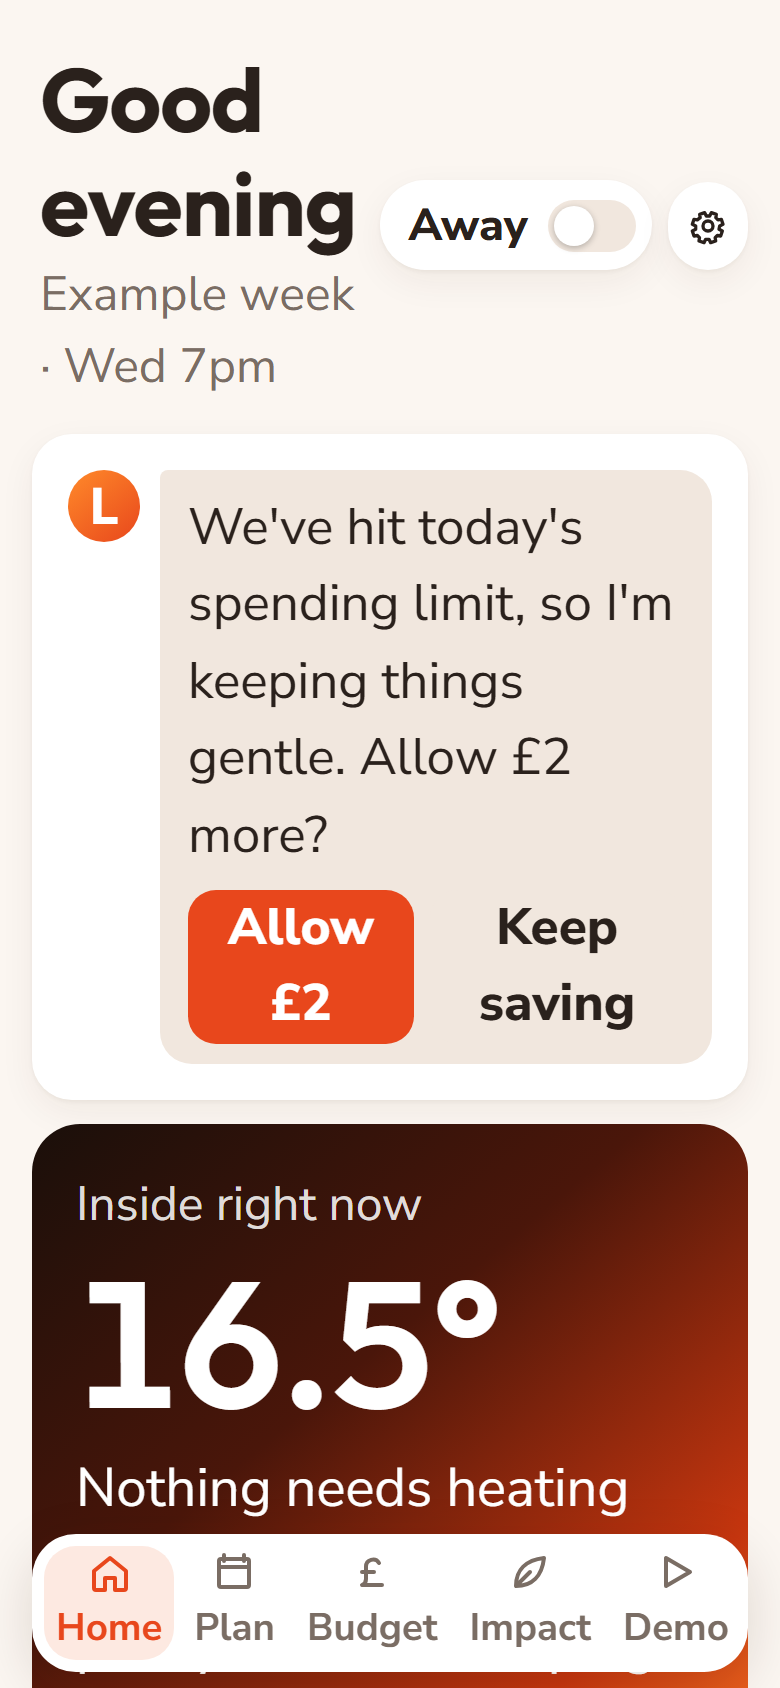 Good
evening
Example week
· Wed 7pm
Away
L
We've hit today's
spending limit, so I'm
keeping things
gentle. Allow £2
more?
Allow
£2
Keep
saving
Inside right now
16.5°
Nothing needs heating
Home
Plan
Budget
Impact
Demo